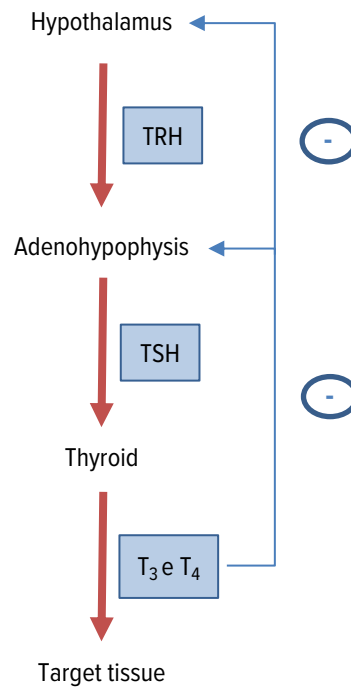 Hypothalamus
TRH
-
Adenohypophysis
TSH
-
Thyroid
T₃ e T₄
Target tissue